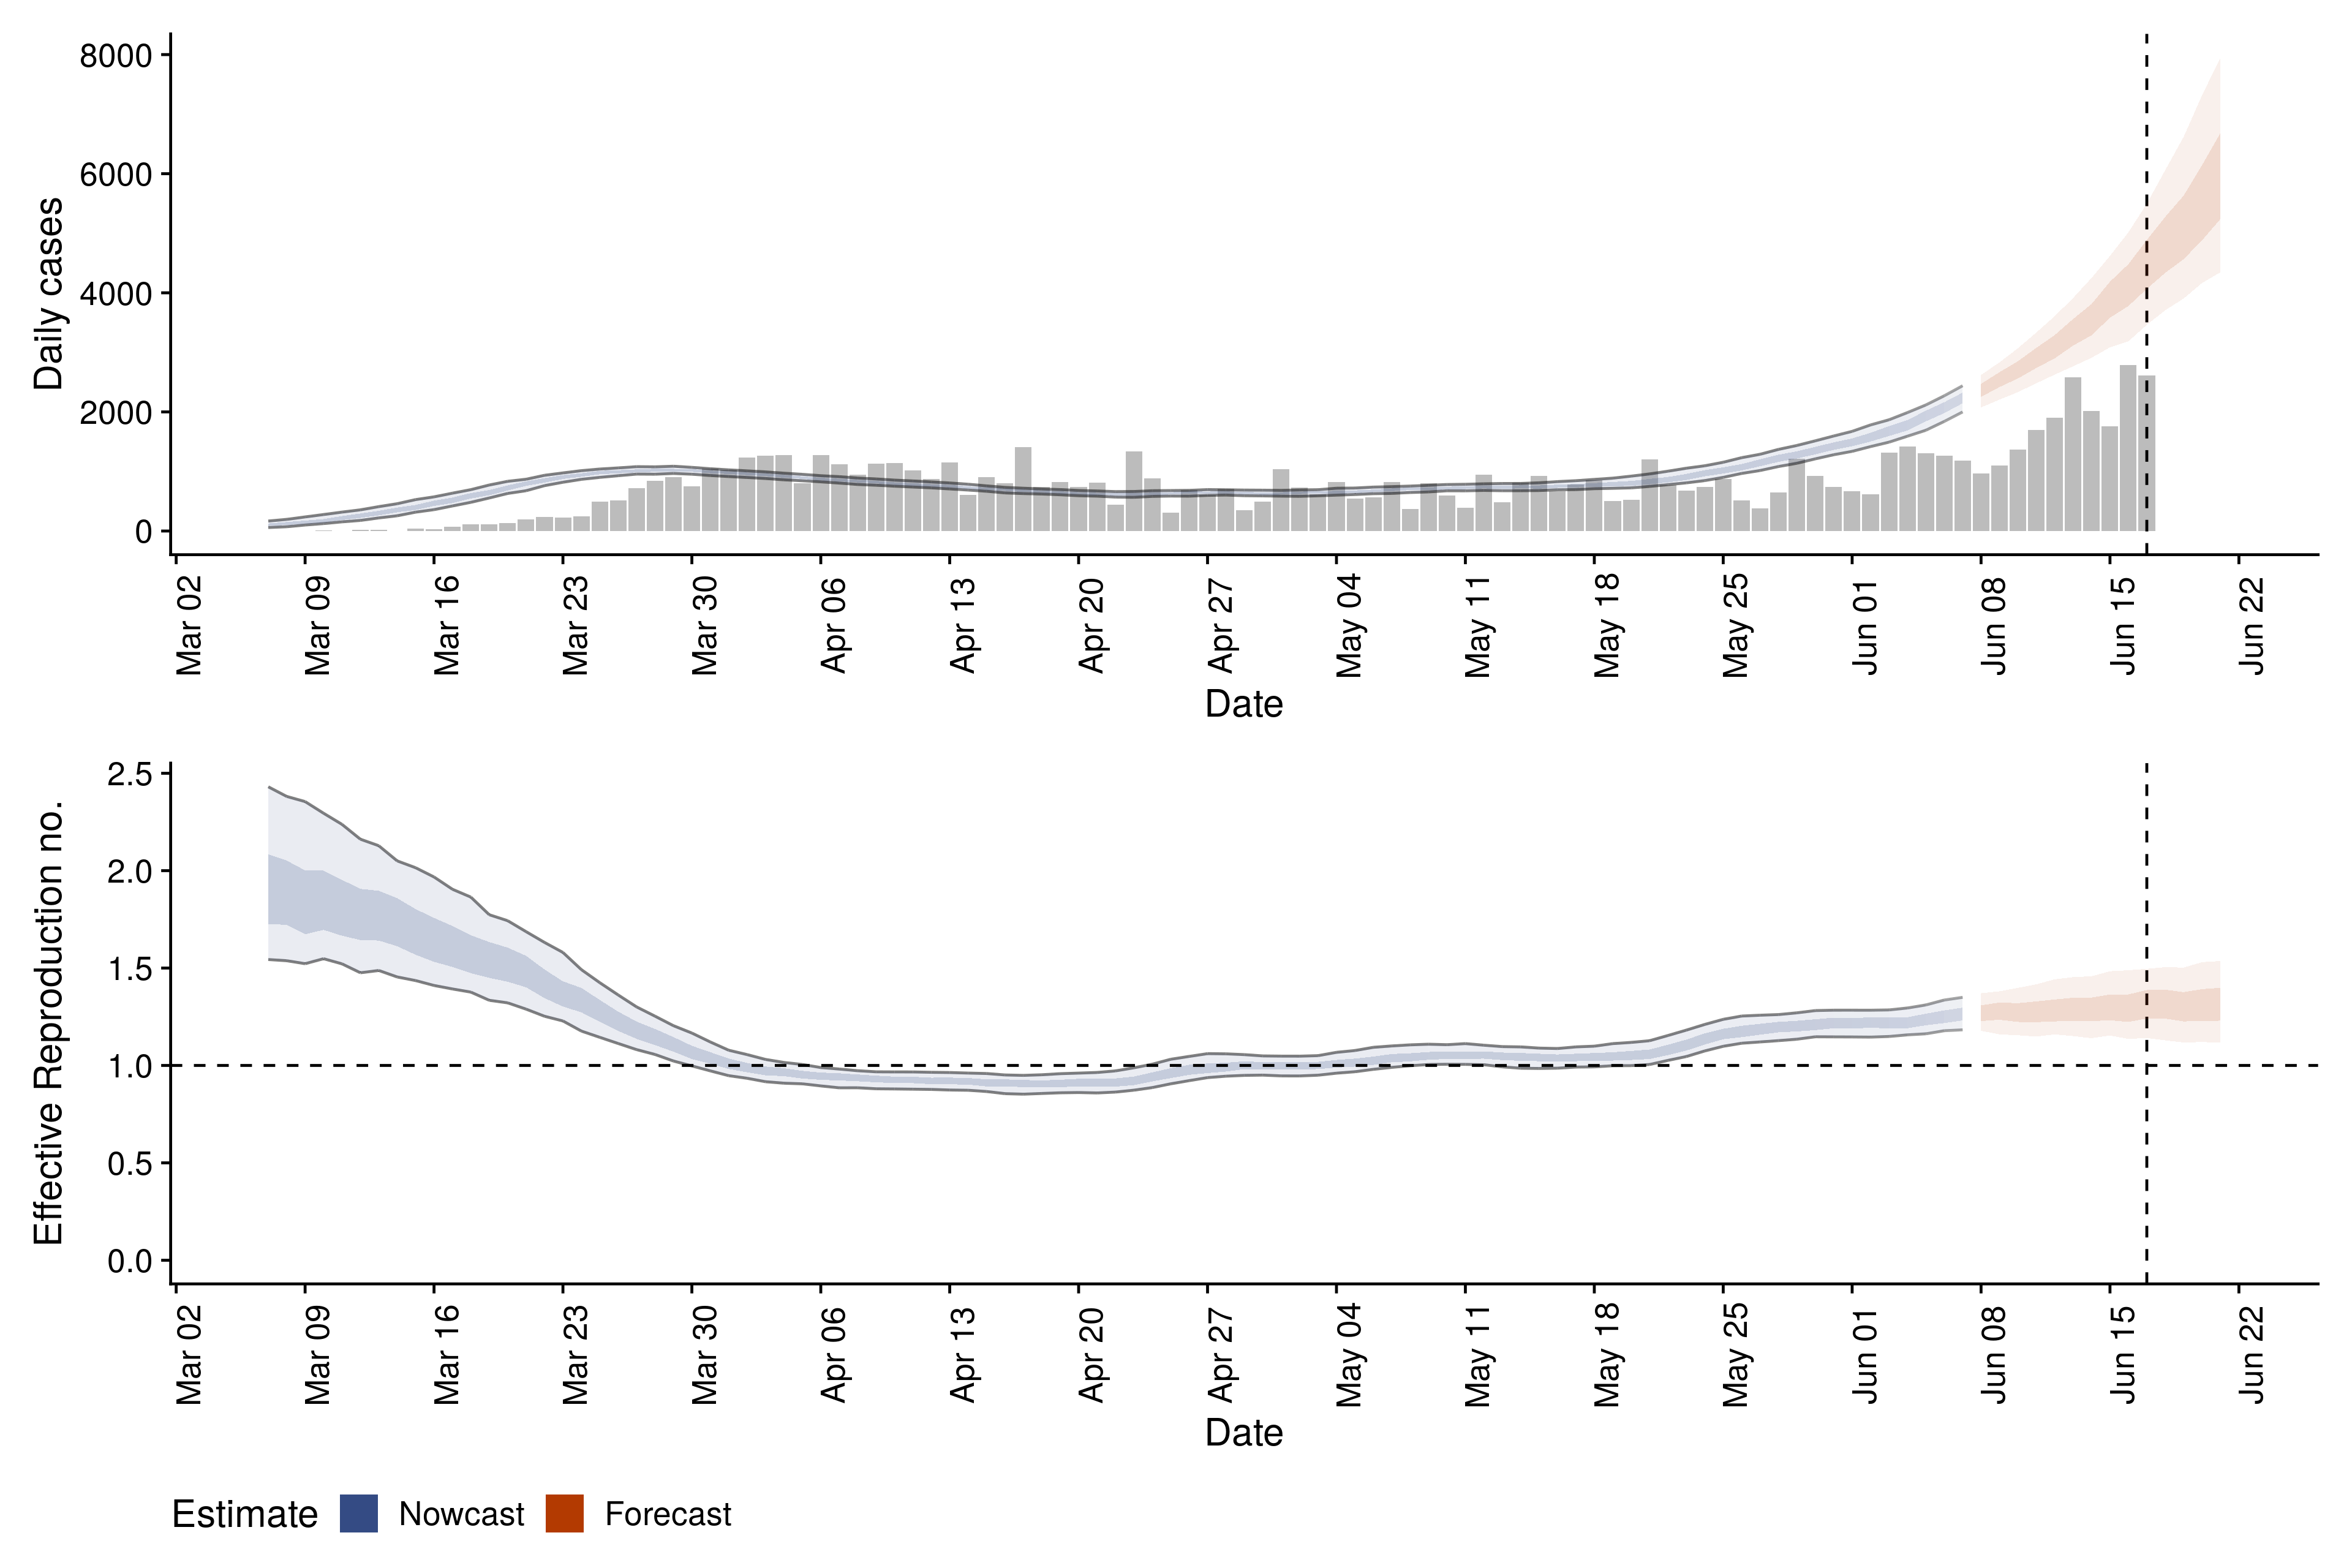 8000
6000
4000
2000
0
Daily cases
Mar 02 Mar 09 Mar 16 Mar 23 Mar 30 Apr 06 Apr 13 Apr 20 Apr 27 May 04 May 11 May 18 May 25 Jun 01 Jun 08 Jun 15 Jun 22
Date
2.5
2.0
1.5
1.0
0.5
0.0
Effective Reproduction no.
Mar 02 Mar 09 Mar 16 Mar 23 Mar 30 Apr 06 Apr 13 Apr 20 Apr 27 May 04 May 11 May 18 May 25 Jun 01 Jun 08 Jun 15 Jun 22
Date
Estimate Nowcast Forecast